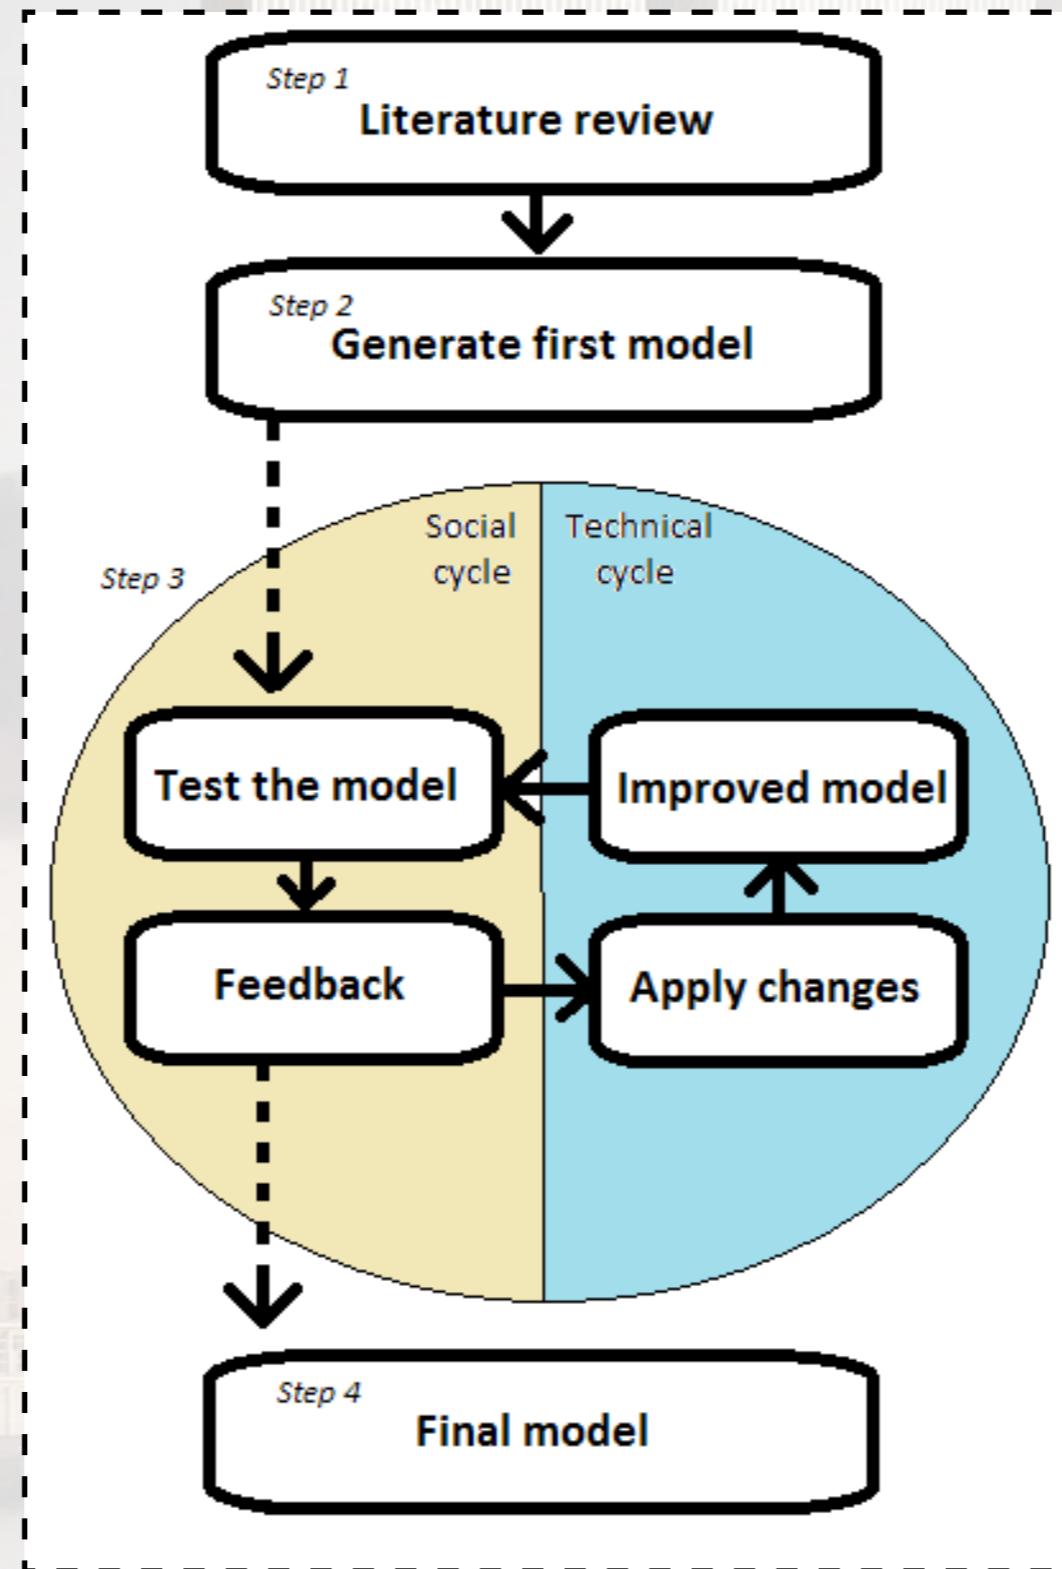 Step 1
Literature review
Step 2
Generate first model
Social
cycle
Technical
cycle
Step 3
Test the model
Improved model
Feedback
Apply changes
Step 4
Final model